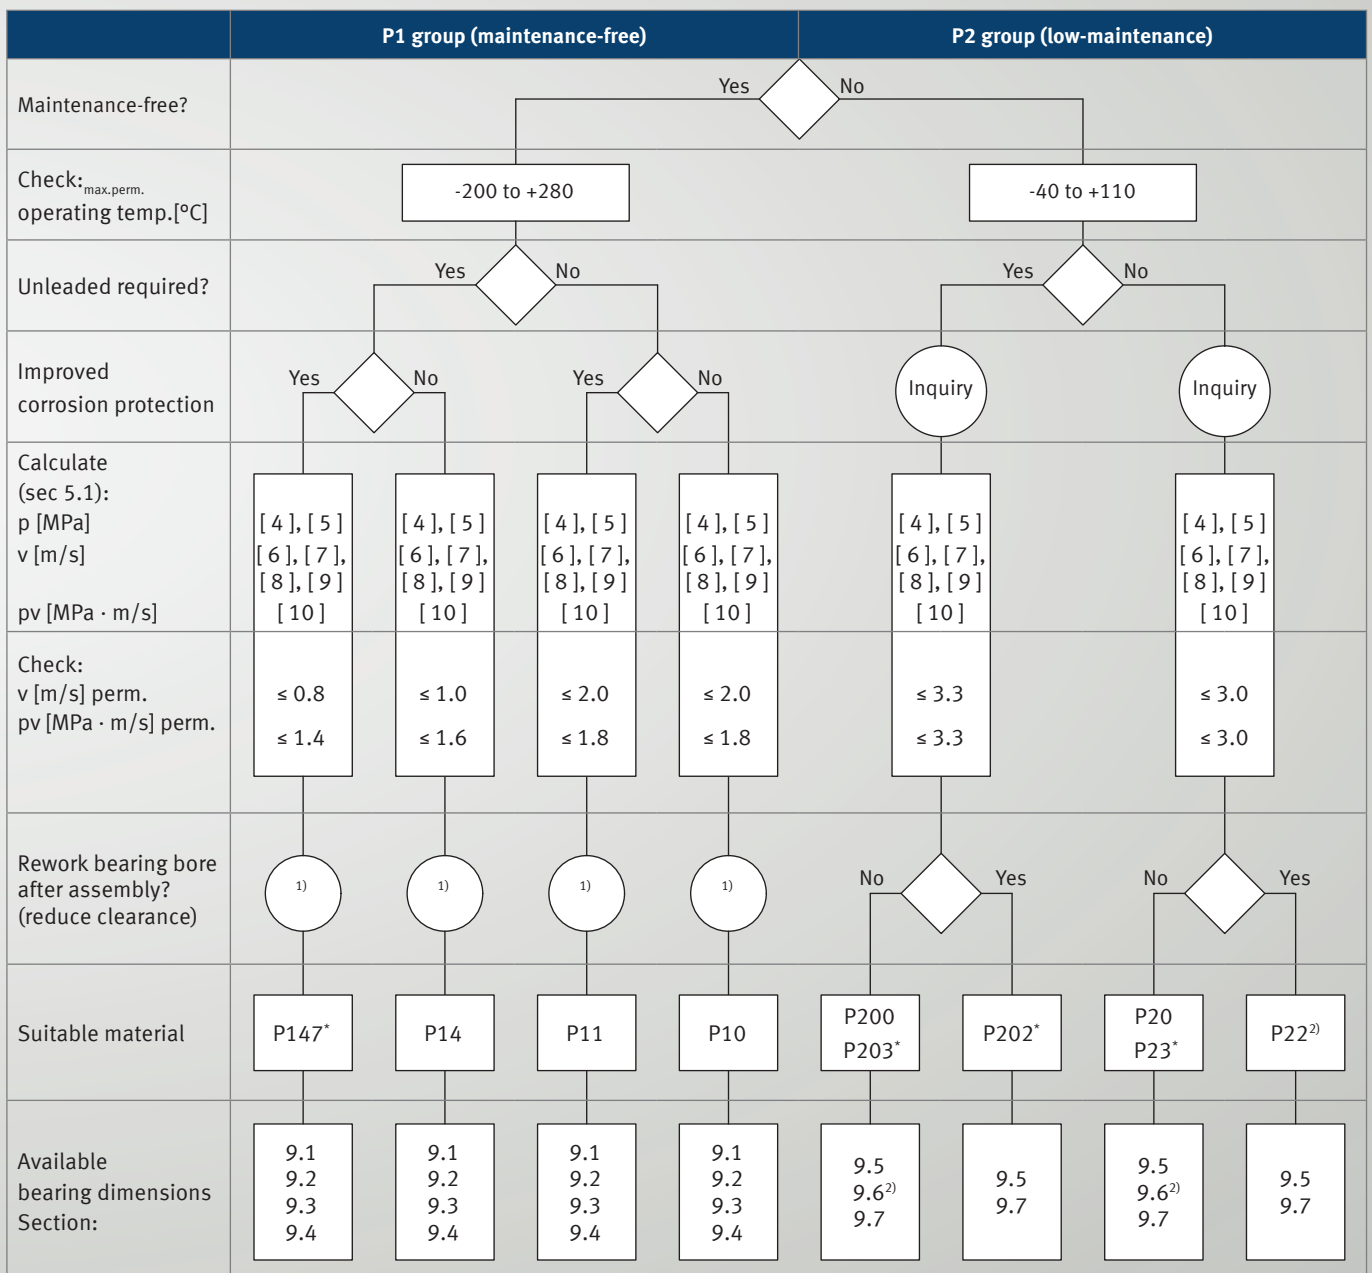 P1 group (maintenance-free) P2 group (low-maintenance)
Maintenance-free? Yes No
Check:max.perm.
operating temp.[°C] -200 to +280 -40 to +110
Unleaded required? Yes No Yes No
Improved
corrosion protection Yes No Yes No Inquiry Inquiry
Calculate
(sec 5.1):
p [MPa] [ 4 ], [ 5 ] [ 4 ], [ 5 ] [ 4 ], [ 5 ] [ 4 ], [ 5 ] [ 4 ], [ 5 ] [ 4 ], [ 5 ]
v [m/s] [ 6 ], [ 7 ], [ 6 ], [ 7 ], [ 6 ], [ 7 ], [ 6 ], [ 7 ], [ 6 ], [ 7 ], [ 6 ], [ 7 ],
[ 8 ], [ 9 ] [ 8 ], [ 9 ] [ 8 ], [ 9 ] [ 8 ], [ 9 ] [ 8 ], [ 9 ] [ 8 ], [ 9 ]
pv [MPa · m/s] [ 10 ] [ 10 ] [ 10 ] [ 10 ] [ 10 ] [ 10 ]
Check:
v [m/s] perm. ≤ 0.8 ≤ 1.0 ≤ 2.0 ≤ 2.0 ≤ 3.3 ≤ 3.0
pv [MPa · m/s] perm. ≤ 1.4 ≤ 1.6 ≤ 1.8 ≤ 1.8 ≤ 3.3 ≤ 3.0
Rework bearing bore
after assembly? 1) 1) 1) 1) No Yes No Yes
(reduce clearance)
Suitable material P147* P14 P11 P10 P200 P202* P20 P222)
P203* P23*
Available
bearing dimensions
Section:
9.1 9.1 9.1 9.1 9.5 9.5 9.5 9.5
9.2 9.2 9.2 9.2 9.62) 9.7 9.62) 9.7
9.3 9.3 9.3 9.3 9.7 9.7
9.4 9.4 9.4 9.4